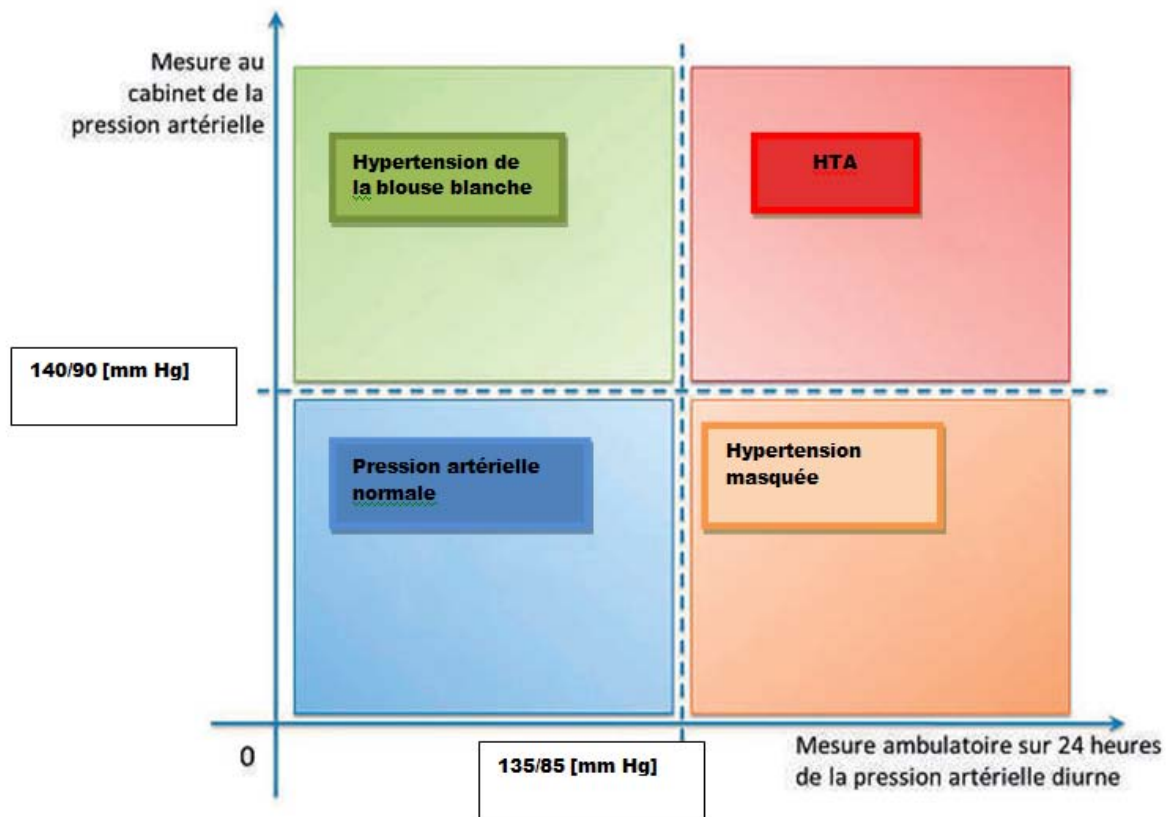 Mesure au
cabinet de la
pression artérielle
Hypertension de
la blouse blanche
HTA
140/90 [mm Hg]
Pression artérielle
normale
Hypertension
masquée
0
135/85 [mm Hg]
Mesure ambulatoire sur 24 heures
de la pression artérielle diurne